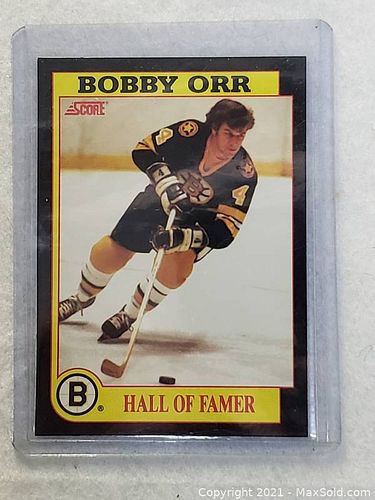 BOBBY ORR
SCORE
4
4
B
B ®
HALL OF FAMER
Copyright 2021 - MaxSold.com